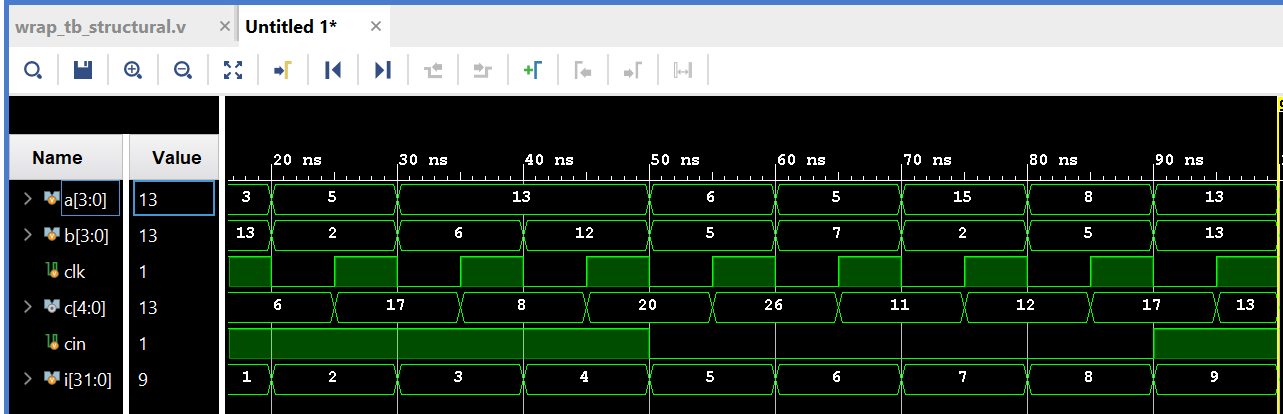 wrap_tb_structural.v × Untitled 1* ×
Name Value
20 ns 30 ns 40 ns 50 ns 60 ns 70 ns 80 ns 90 ns
a[3:0] 13 3 5 13 6 5 15 8 13
b[3:0] 13 13 2 6 12 5 7 2 5 13
clk 1
c[4:0] 13 6 17 8 20 26 11 12 17 13
cin 1
i[31:0] 9 1 2 3 4 5 6 7 8 9